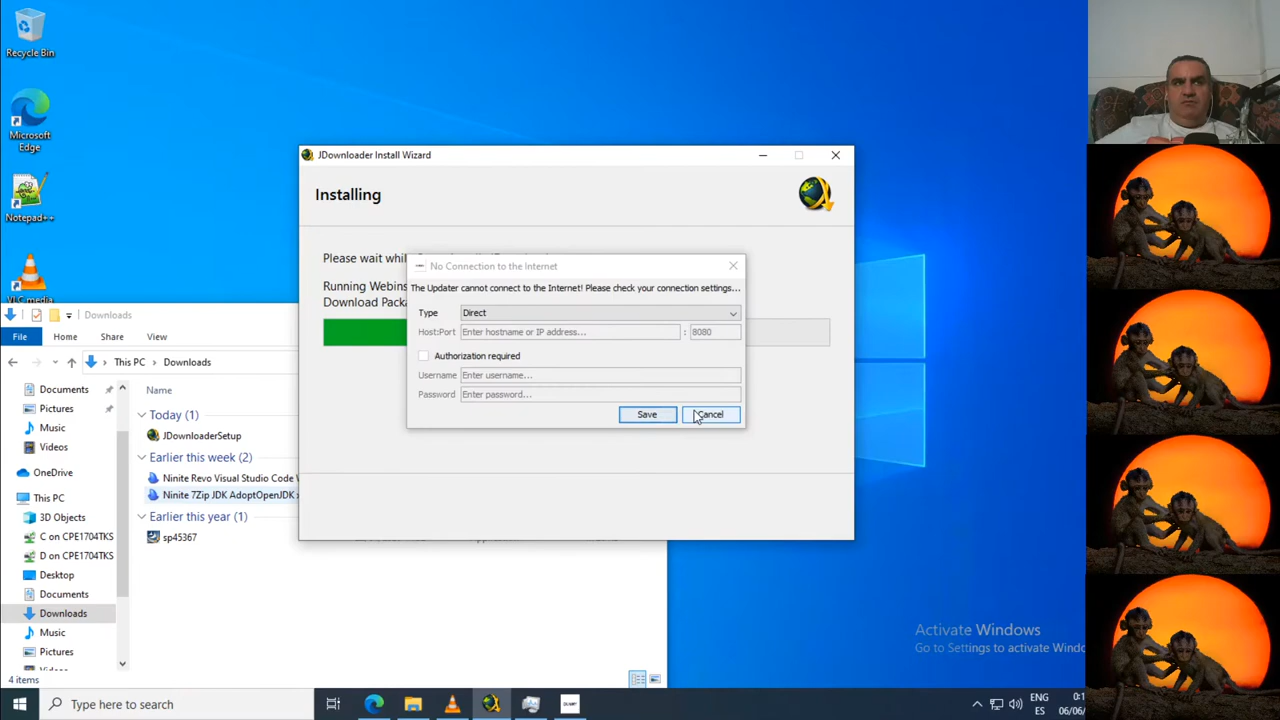 Recycle Bin
Microsoft
Edge
Notepad++
VLC media
JDownloader Install Wizard
Installing
Please wait
Running
Download
No Connection to the Internet
The Updater cannot connect to the Internet! Please check your connection settings...
Type Direct
Host:Port Enter hostname or IP address... : 8080
Authorization required
Username Enter username...
Password Enter password...
Save Cancel
Downloads
File Home Share View
This PC > Downloads
Documents
Pictures
Music
Videos
OneDrive
This PC
3D Objects
C on CPE1704TKS
D on CPE1704TKS
Desktop
Documents
Downloads
Music
Pictures
Name
Today (1)
JDownloaderSetup
Earlier this week (2)
Ninite Revo Visual Studio Code
Ninite 7Zip JDK AdoptOpenJDK
Earlier this year (1)
sp45367
4 items
Activate Windows
Go to Settings to activate
Type here to search
ENG
ES